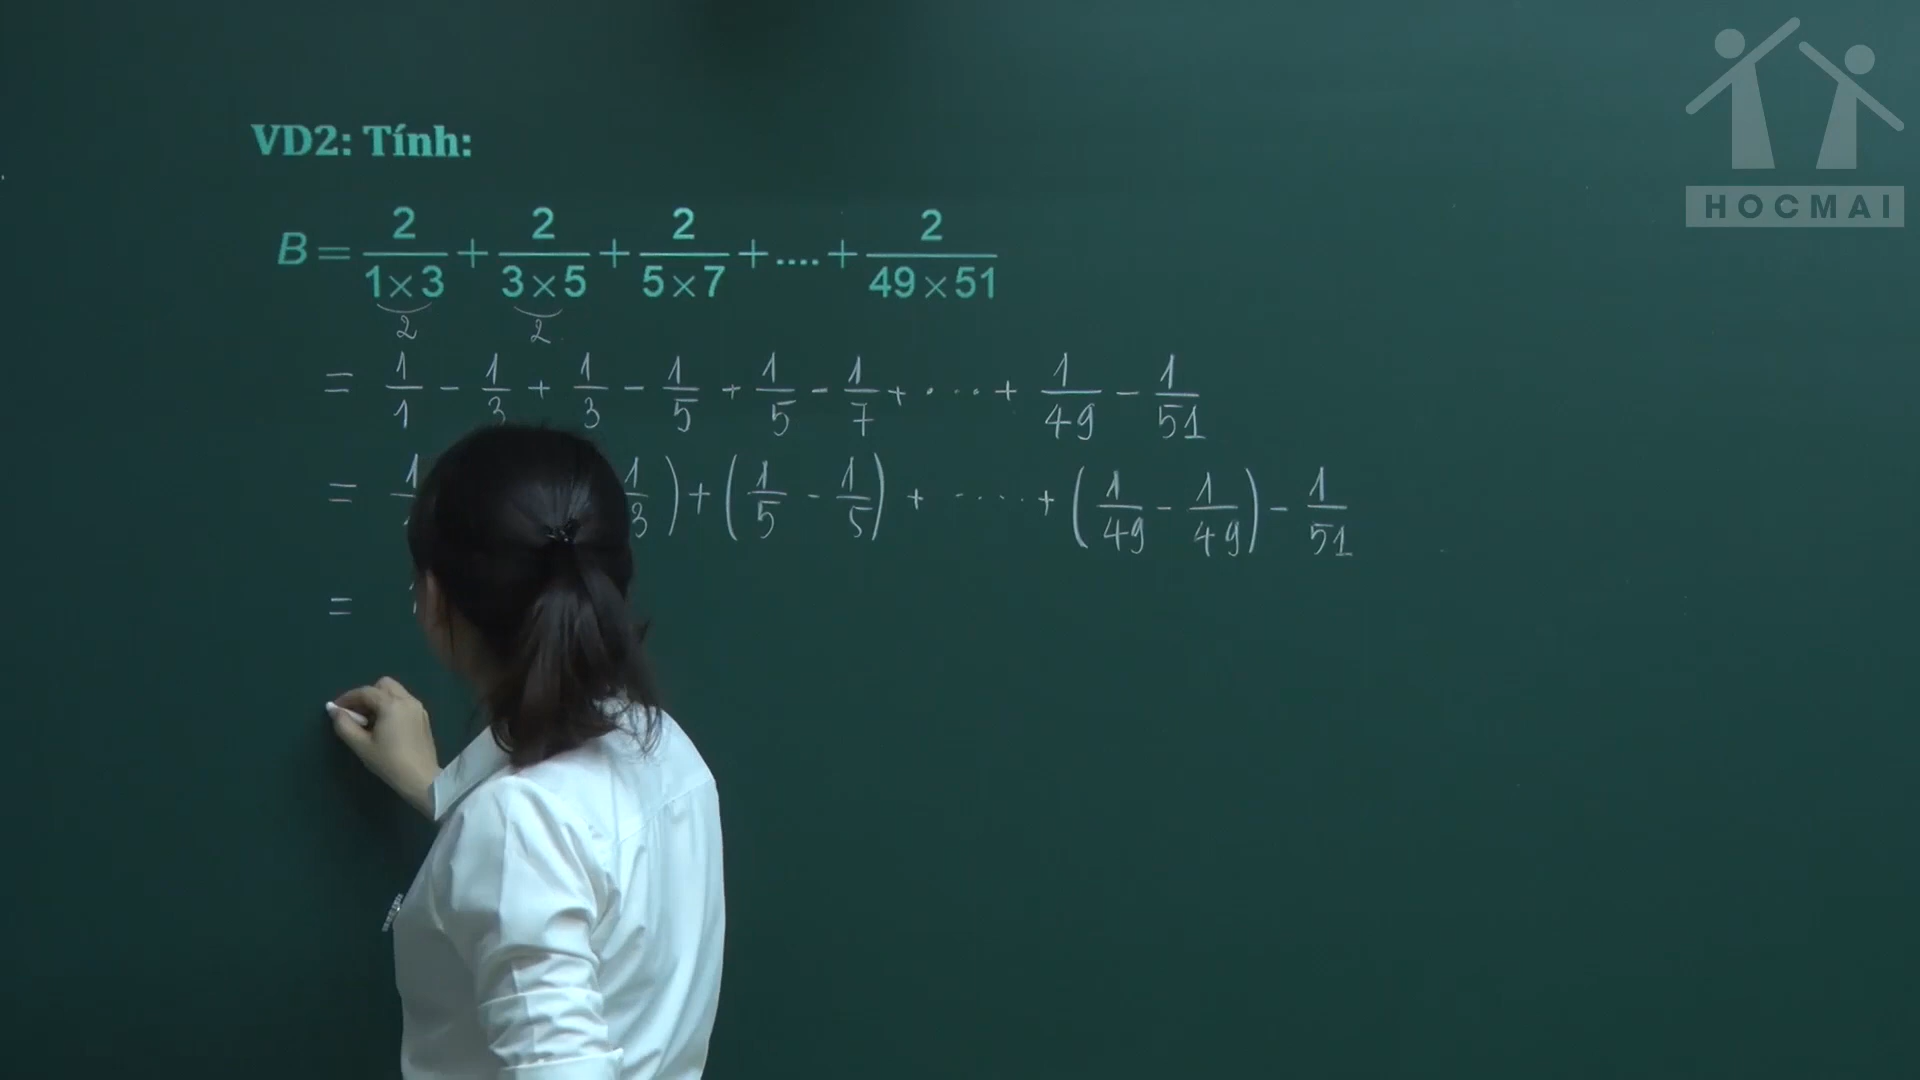 HOCMAI
VD2: Tính:
B = 2/(1×3) + 2/(3×5) + 2/(5×7) + .... + 2/(49×51)
2 2
= 1/1 - 1/3 + 1/3 - 1/5 + 1/5 - 1/7 + .... + 1/49 - 1/51
= 1 1/3) + (1/5 - 1/5) + ..... + (1/49 - 1/49) - 1/51
=